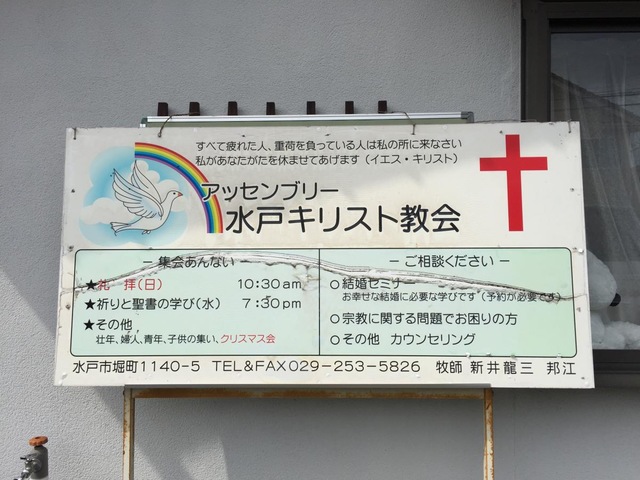 すべて疲れた人、重荷を負っている人は私の所に来なさい
私があなたがたを休ませてあげます（イエス・キリスト）
アッセンブリー
水戸キリスト教会
－ 集会あんない －
★礼 拝（日） 10:30am
★祈りと聖書の学び（水） 7:30pm
★その他，
壮年、婦人、青年、子供の集い、クリスマス会
－ ご相談ください －
○結婚セミナー
お幸せな結婚に必要な学びです（予約が必要です）
○宗教に関する問題でお困りの方
○その他 カウンセリング
水戸市堀町1140-5 TEL&FAX029-253-5826 牧師 新井龍三 邦江